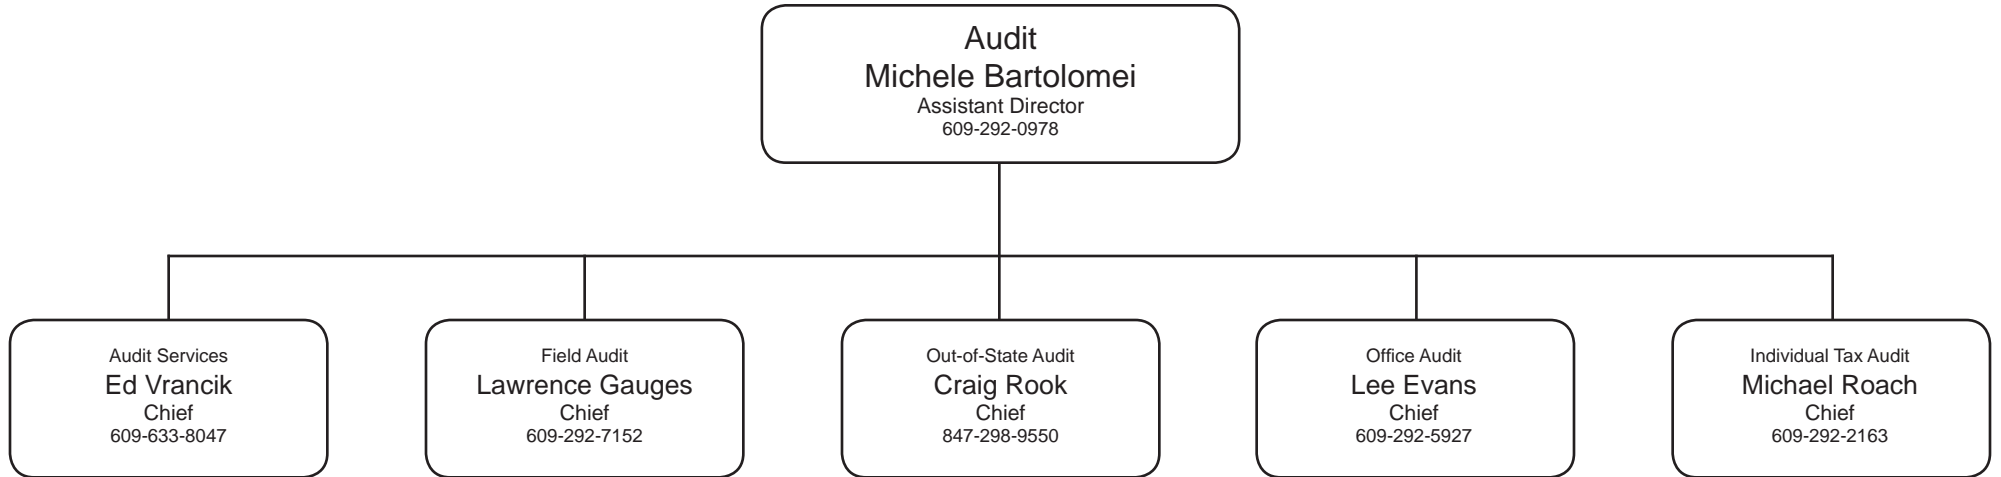 Audit
Michele Bartolomei
Assistant Director
609-292-0978
Audit Services
Ed Vrancik
Chief
609-633-8047
Field Audit
Lawrence Gauges
Chief
609-292-7152
Out-of-State Audit
Craig Rook
Chief
847-298-9550
Office Audit
Lee Evans
Chief
609-292-5927
Individual Tax Audit
Michael Roach
Chief
609-292-2163